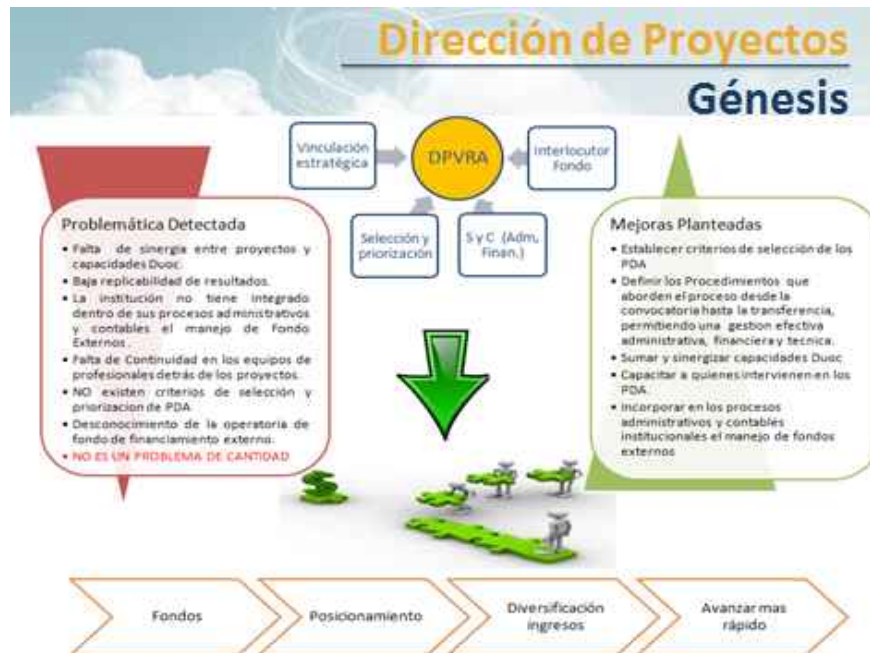 Dirección de Proyectos
Génesis
Vinculación
estratégica
DPVRA
Interlocutor
Fondo
Selección y
priorización
S y C (Adm,
Finan.)
Problemática Detectada
• Falta de sinergia entre proyectos y
capacidades Duoc.
• Baja replicabilidad de resultados.
• La institución no tiene integrado
dentro de sus procesos administrativos
y contables el manejo de Fondo
Externos .
• Falta de Continuidad en los equipos de
profesionales detrás de los proyectos.
• NO existen criterios de selección y
priorizacion de PDA
• Desconocimiento de la operatoria de
fondo de financiamiento externo.
• NO ES UN PROBLEMA DE CANTIDAD
Mejoras Planteadas
• Establecer criterios de selección de los
PDA
• Definir los Procedimientos que
aborden el proceso desde la
convocatoria hasta la transferencia,
permitiendo una gestion efectiva
administrativa, financiera y tecnica.
• Sumar y sinergizar capacidades Duoc
• Capacitar a quienes intervienen en los
PDA.
• Incorporar en los procesos
administrativos y contables
institucionales el manejo de fondos
externos
Fondos
Posicionamiento
Diversificación
ingresos
Avanzar mas
rápido